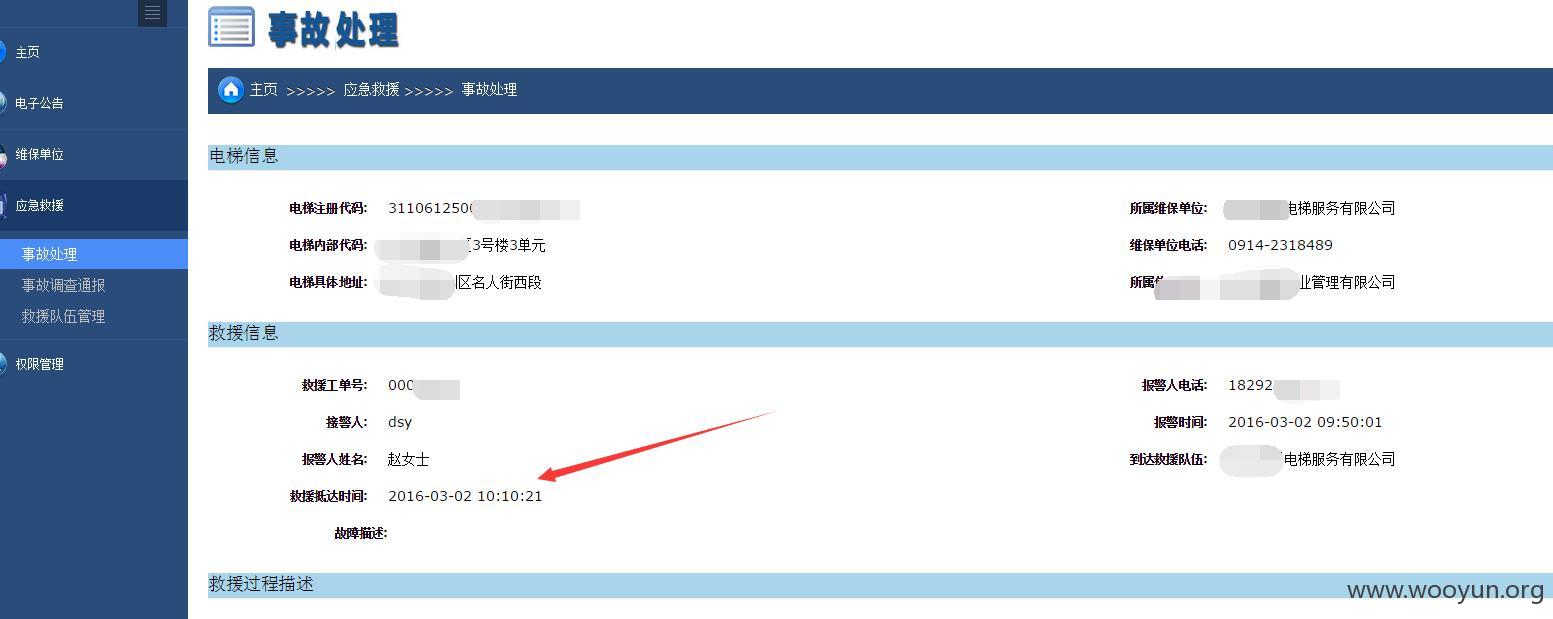 事故处理
主页
主页 >>>>> 应急救援 >>>>> 事故处理
电子公告
电梯信息
维保单位
应急救援
电梯注册代码: 311061250 所属维保单位: 电梯服务有限公司
电梯内部代码: 3号楼3单元 维保单位电话: 0914-2318489
事故处理
电梯具体地址: 区名人街西段 所属 业管理有限公司
事故调查通报
救援队伍管理
救援信息
权限管理
救援工单号: 000 报警人电话: 18292
接警人: dsy 报警时间: 2016-03-02 09:50:01
报警人姓名: 赵女士 到达救援队伍: 电梯服务有限公司
救援抵达时间: 2016-03-02 10:10:21
故障描述:
救援过程描述
www.wooyun.org